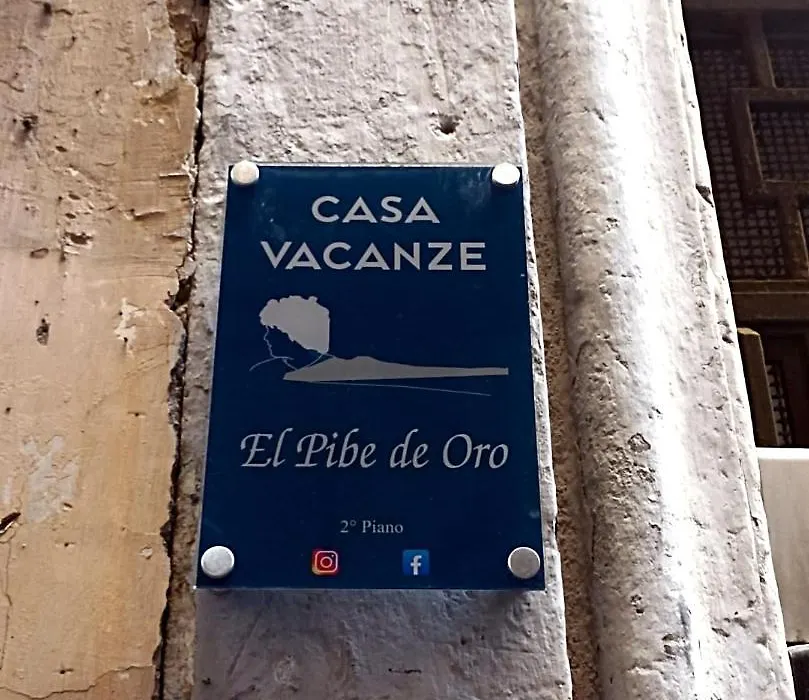 CASA
VACANZE
El Pibe de Oro
2° Piano